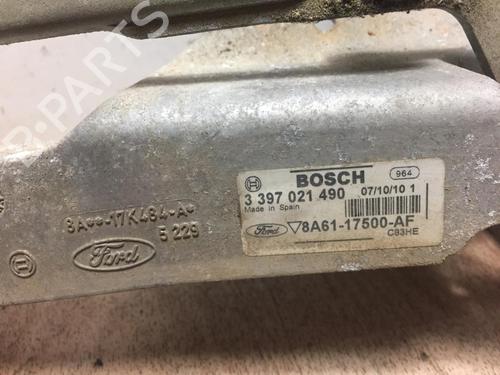 B-PARTS
BOSCH
964
3 397 021 490
07/10/10 1
Made in Spain
Ford
8A61-17500-AF
C83HE
5 229
Ford